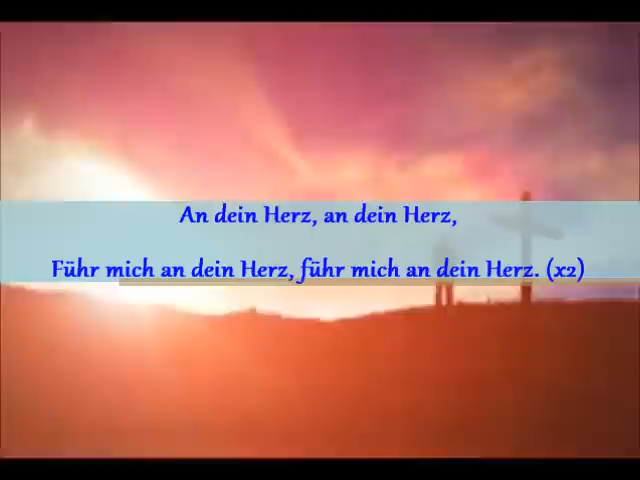 An dein Herz, an dein Herz,
Führ mich an dein Herz, führ mich an dein Herz. (x2)